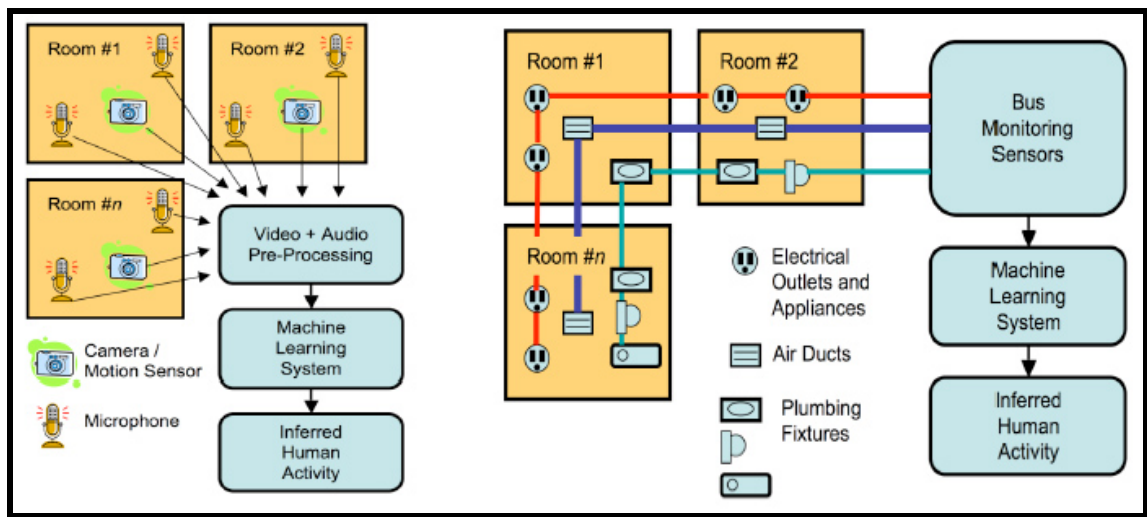 Room #1
Room #2
Room #n
Video + Audio
Pre-Processing
Machine
Learning
System
Inferred
Human
Activity
Camera /
Motion Sensor
Microphone
Room #1
Room #2
Room #n
Bus
Monitoring
Sensors
Machine
Learning
System
Inferred
Human
Activity
Electrical
Outlets and
Appliances
Air Ducts
Plumbing
Fixtures